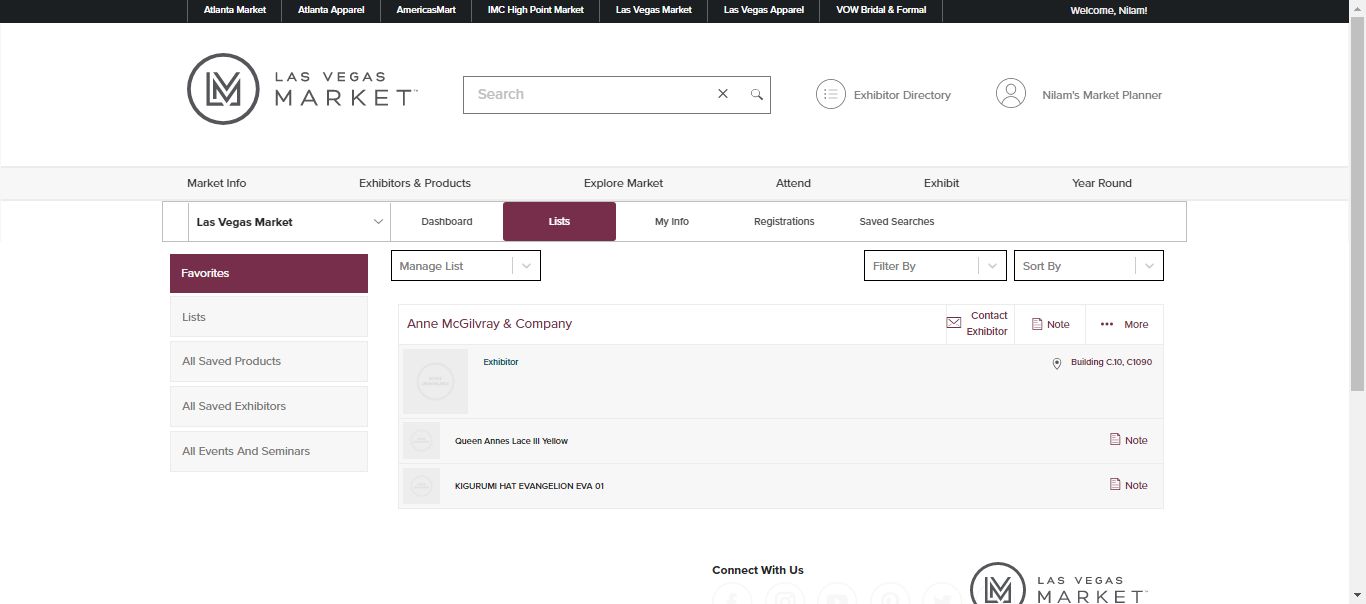 Atlanta Market
Atlanta Apparel
AmericasMart
IMC High Point Market
Las Vegas Market
Las Vegas Apparel
VOW Bridal & Formal
Welcome, Nilam!
LAS VEGAS
MARKET™
Search
Exhibitor Directory
Nilam's Market Planner
Market Info
Exhibitors & Products
Explore Market
Attend
Exhibit
Year Round
Las Vegas Market
Dashboard
Lists
My Info
Registrations
Saved Searches
Favorites
Lists
All Saved Products
All Saved Exhibitors
All Events And Seminars
Manage List
Filter By
Sort By
Anne McGilvray & Company
Contact
Exhibitor
Note
More
Exhibitor
Building C.10, C1090
Queen Annes Lace III Yellow
Note
KIGURUMI HAT EVANGELION EVA 01
Note
Connect With Us
LAS VEGAS
MARKET